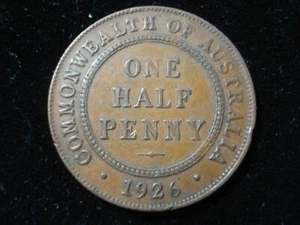 COMMONWEALTH OF AUSTRALIA
ONE
HALF
PENNY
· 1926 ·